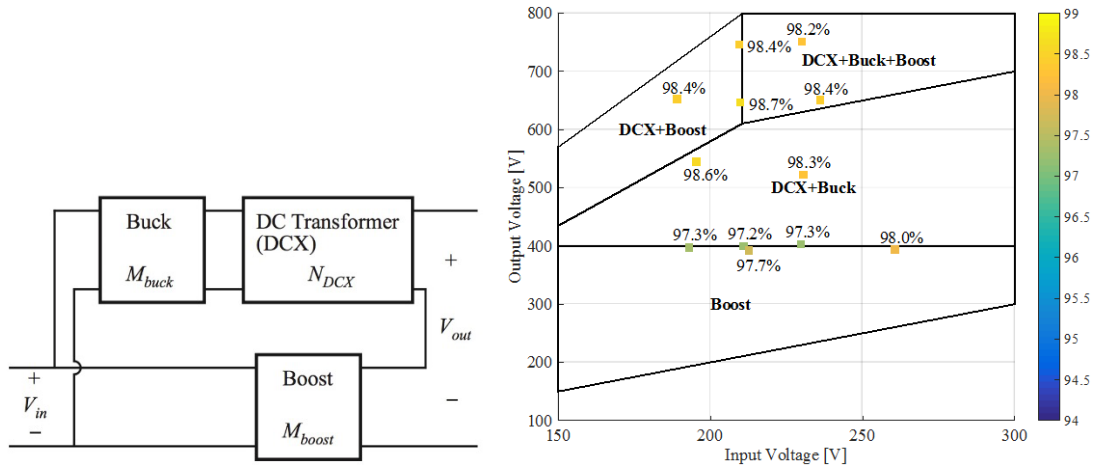 Buck
M_buck
DC Transformer
(DCX)
N_DCX
+
V_out
−
+
V_in
−
Boost
M_boost
800
700
600
500
400
300
200
100
Output Voltage [V]
98.2%
98.4%
DCX+Buck+Boost
98.4%
98.7%
98.4%
DCX+Boost
98.6%
98.3%
DCX+Buck
97.3%
97.2%
97.3%
98.0%
97.7%
Boost
150
200
250
300
Input Voltage [V]
99
98.5
98
97.5
97
96.5
96
95.5
95
94.5
94